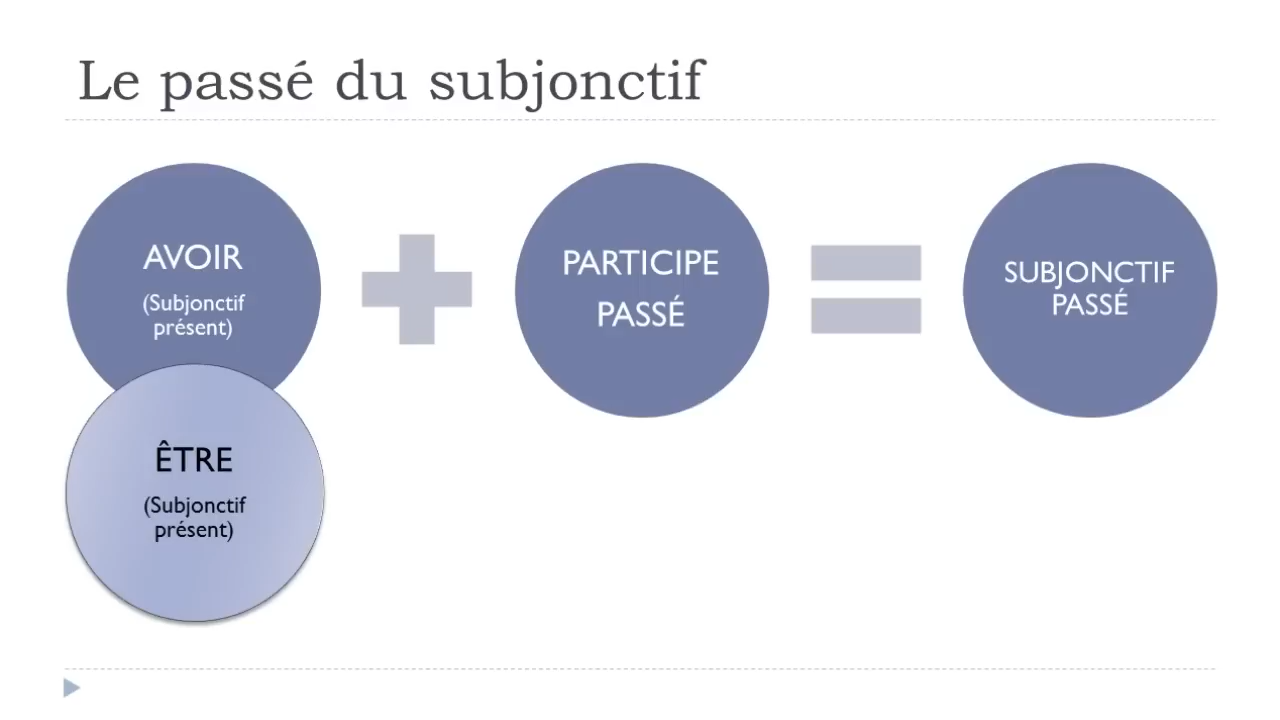 Le passé du subjonctif
AVOIR
(Subjonctif
présent)
ÊTRE
(Subjonctif
présent)
PARTICIPE
PASSÉ
SUBJONCTIF
PASSÉ